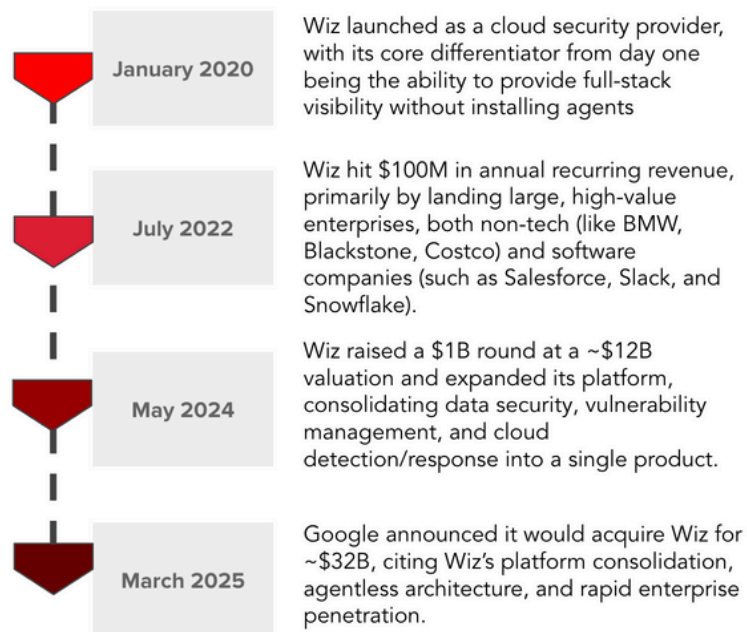 January 2020
Wiz launched as a cloud security provider,
with its core differentiator from day one
being the ability to provide full-stack
visibility without installing agents
July 2022
Wiz hit $100M in annual recurring revenue,
primarily by landing large, high-value
enterprises, both non-tech (like BMW,
Blackstone, Costco) and software
companies (such as Salesforce, Slack, and
Snowflake).
May 2024
Wiz raised a $1B round at a ~$12B
valuation and expanded its platform,
consolidating data security, vulnerability
management, and cloud
detection/response into a single product.
March 2025
Google announced it would acquire Wiz for
~$32B, citing Wiz’s platform consolidation,
agentless architecture, and rapid enterprise
penetration.